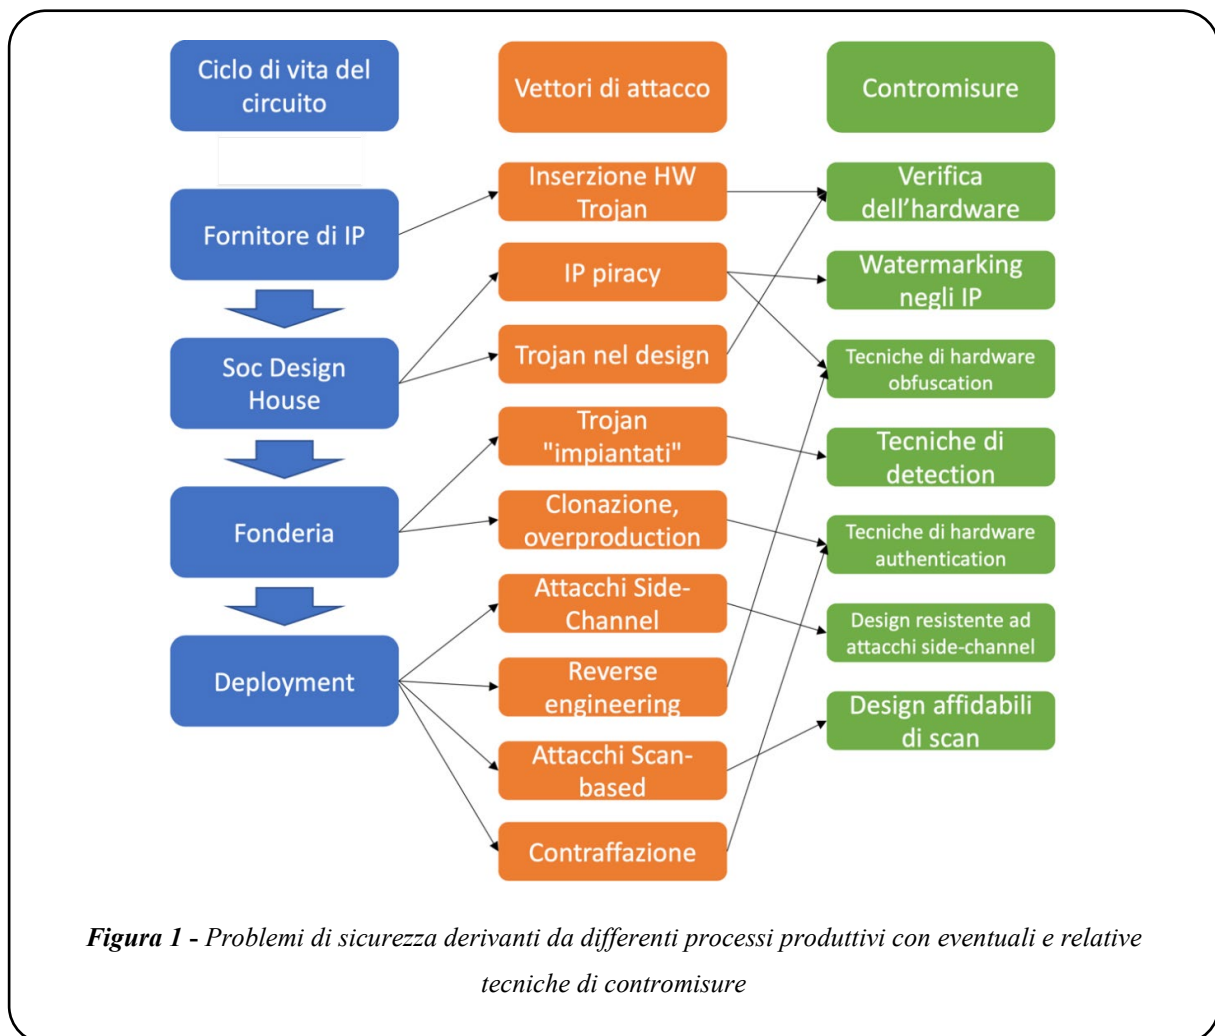 Ciclo di vita del
circuito
Vettori di attacco
Contromisure
Fornitore di IP
Soc Design
House
Fonderia
Deployment
Inserzione HW
Trojan
IP piracy
Trojan nel design
Trojan
"impiantati"
Clonazione,
overproduction
Attacchi Side-
Channel
Reverse
engineering
Attacchi Scan-
based
Contraffazione
Verifica
dell'hardware
Watermarking
negli IP
Tecniche di hardware
obfuscation
Tecniche di
detection
Tecniche di hardware
authentication
Design resistente ad
attacchi side-channel
Design affidabili
di scan
Figura 1 - Problemi di sicurezza derivanti da differenti processi produttivi con eventuali e relative
tecniche di contromisure